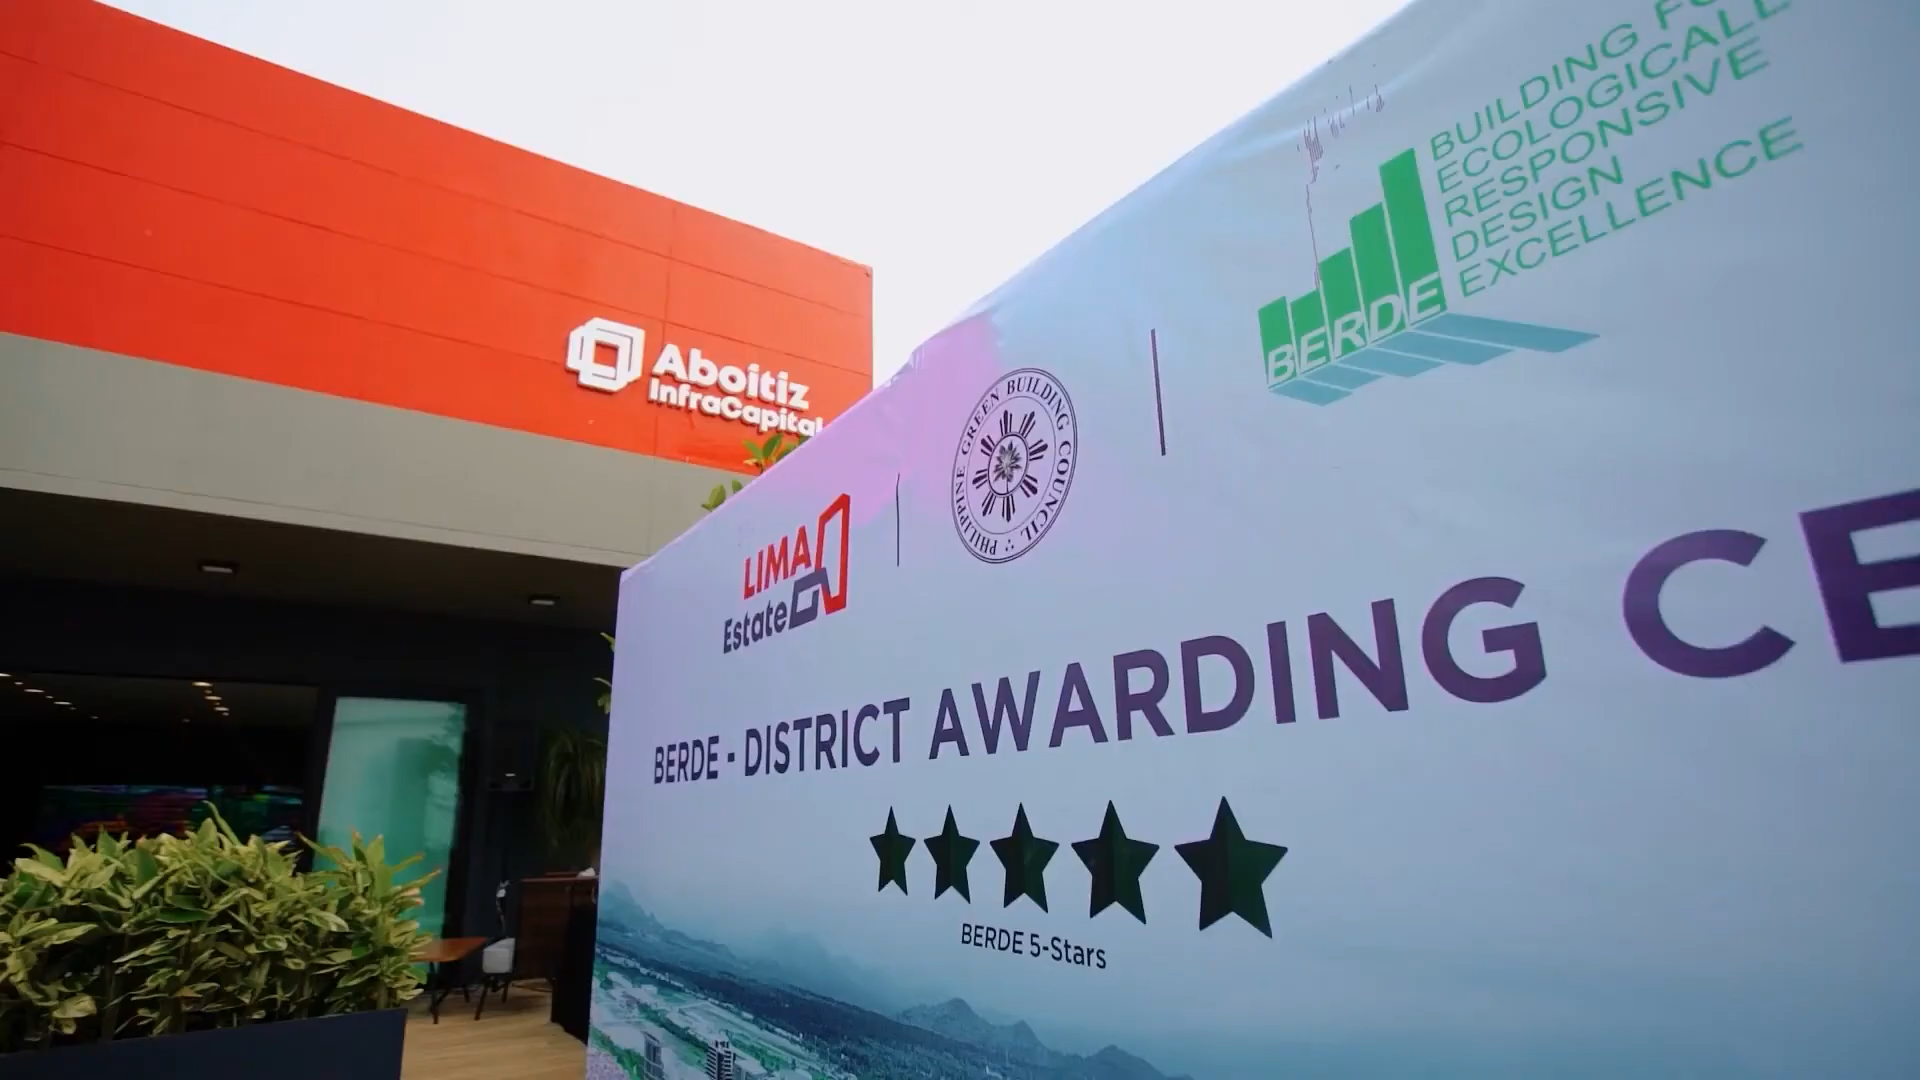 Aboitiz
InfraCapital
LIMA
Estate
PHILIPPINE GREEN BUILDING COUNCIL
BERDE
BUILDING
ECOLOGICALL
RESPONSIVE
DESIGN
EXCELLENCE
BERDE - DISTRICT AWARDING CE
BERDE 5-Stars